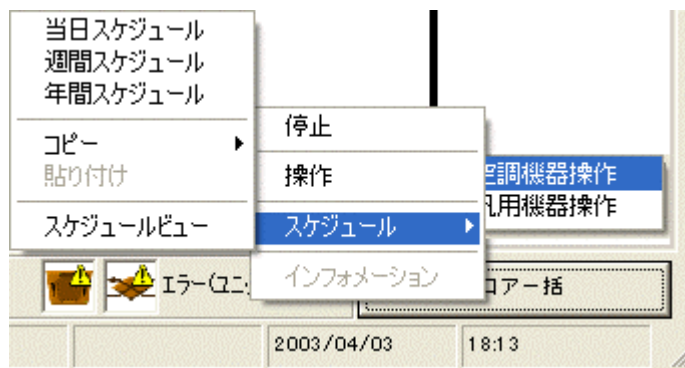 当日スケジュール
週間スケジュール
年間スケジュール
コピー
貼り付け
スケジュールビュー
停止
操作
スケジュール
インフォメーション
空調機器操作
汎用機器操作
エラー(ユニ
ロアー括
2003/04/03
18:13